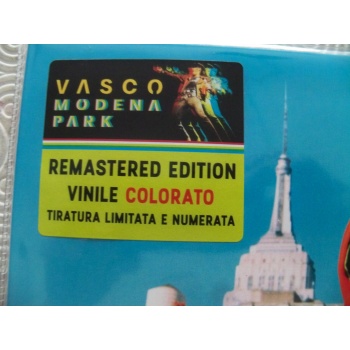 VASCO
MODENA
PARK
REMASTERED EDITION
VINILE COLORATO
TIRATURA LIMITATA E NUMERATA